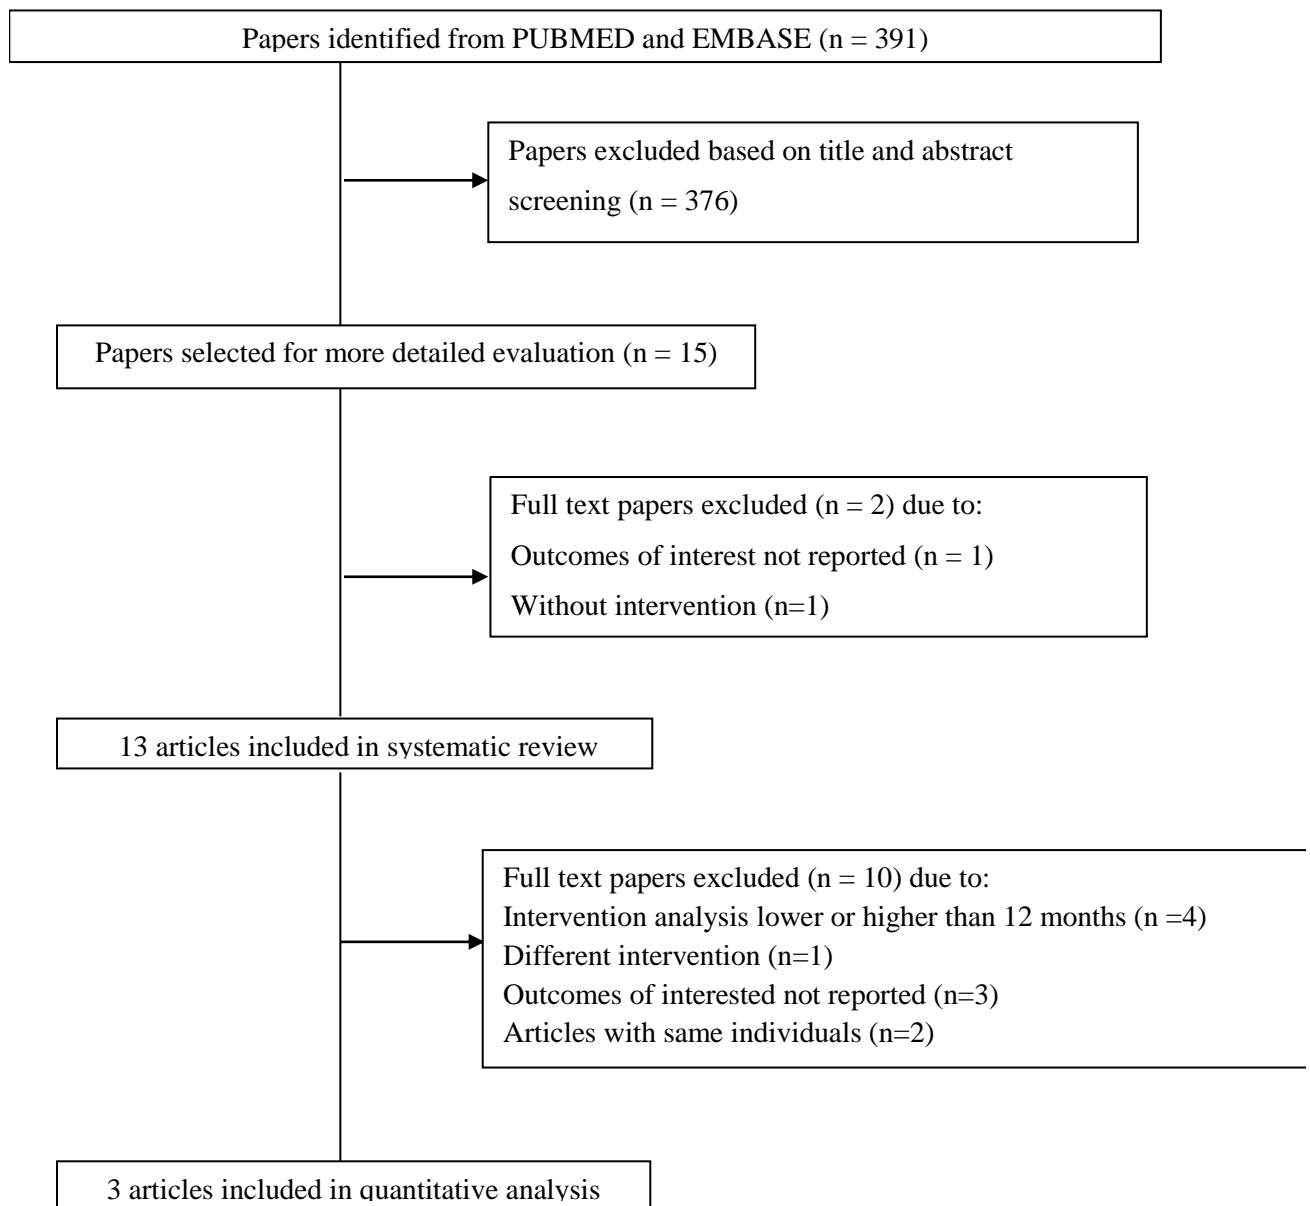 Papers identified from PUBMED and EMBASE (n = 391)
Papers excluded based on title and abstract
screening (n = 376)
Papers selected for more detailed evaluation (n = 15)
Full text papers excluded (n = 2) due to:
Outcomes of interest not reported (n = 1)
Without intervention (n=1)
13 articles included in systematic review
Full text papers excluded (n = 10) due to:
Intervention analysis lower or higher than 12 months (n =4)
Different intervention (n=1)
Outcomes of interested not reported (n=3)
Articles with same individuals (n=2)
3 articles included in quantitative analysis